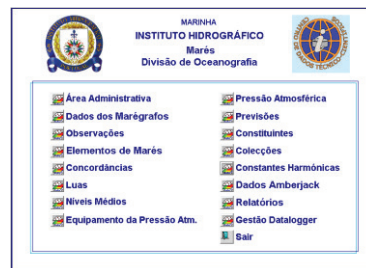 MARINHA
INSTITUTO HIDROGRÁFICO
Marés
Divisão de Oceanografia
Área Administrativa
Dados dos Marégrafos
Observações
Elementos de Marés
Concordâncias
Luas
Níveis Médios
Equipamento da Pressão Atm.
Pressão Atmosférica
Previsões
Constituintes
Colecções
Constantes Harmónicas
Dados Amberjack
Relatórios
Gestão Datalogger
Sair